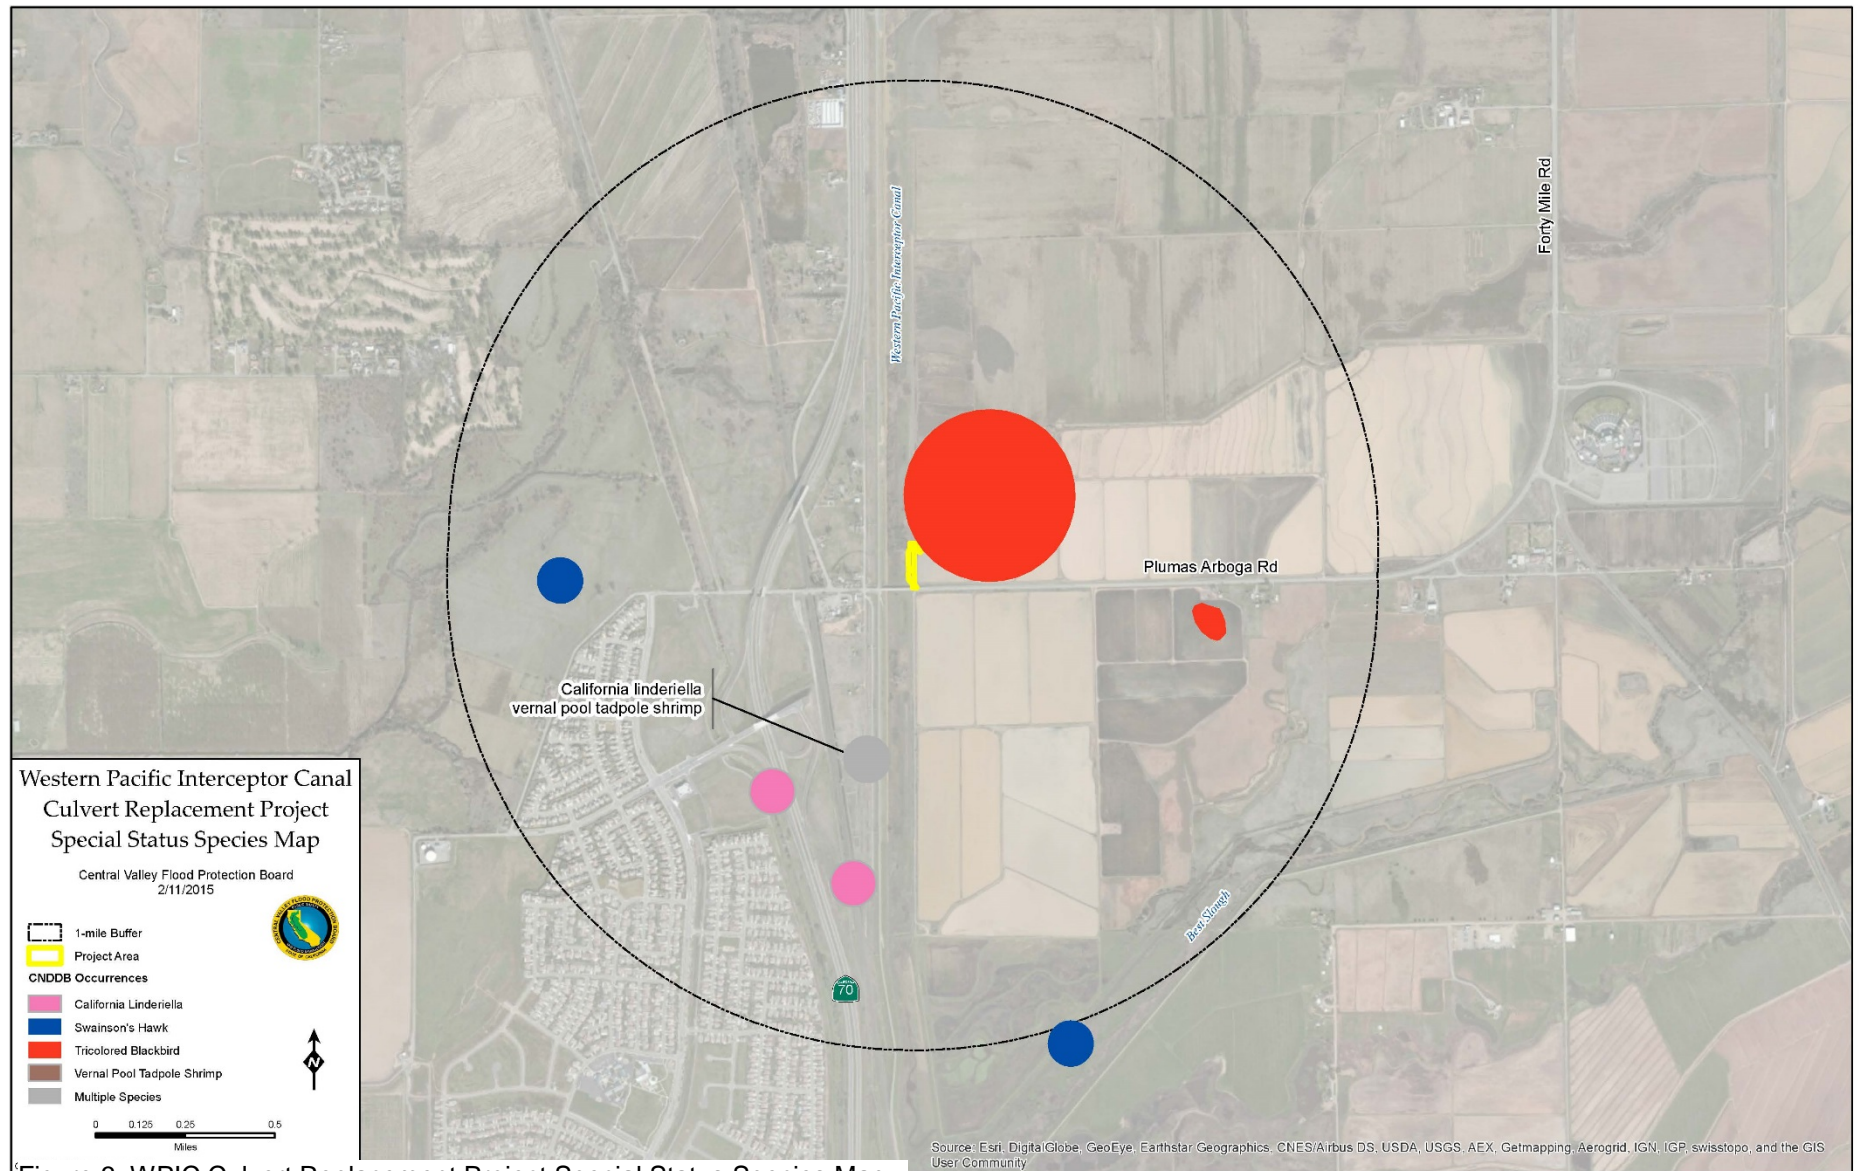 Western Pacific Interceptor Canal
Forty Mile Rd
Plumas Arboga Rd
California linderiella
vernal pool tadpole shrimp
Best Slough
70
Western Pacific Interceptor Canal
Culvert Replacement Project
Special Status Species Map
Central Valley Flood Protection Board
2/11/2015
1-mile Buffer
Project Area
CNDDB Occurrences
California Linderiella
Swainson's Hawk
Tricolored Blackbird
Vernal Pool Tadpole Shrimp
Multiple Species
N
0 0.125 0.25 0.5
Miles
Source: Esri, DigitalGlobe, GeoEye, Earthstar Geographics, CNES/Airbus DS, USDA, USGS, AEX, Getmapping, Aerogrid, IGN, IGP, swisstopo, and the GIS
User Community